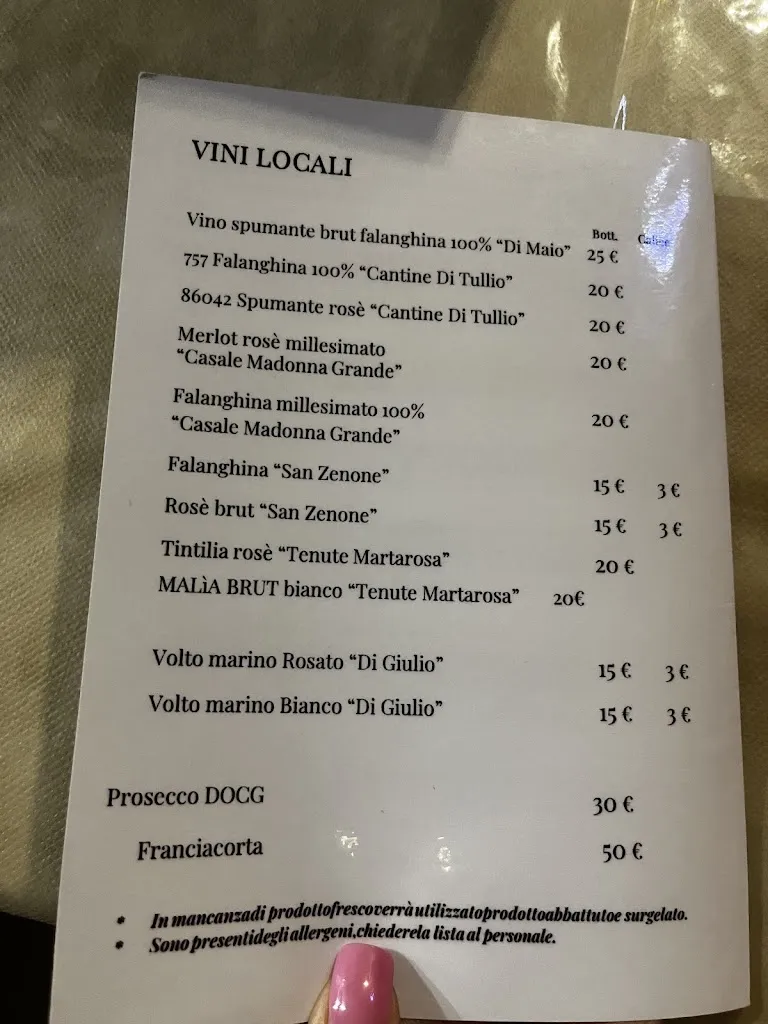 VINI LOCALI
Bott. Calice
Vino spumante brut falanghina 100% “Di Maio” 25 €
757 Falanghina 100% “Cantine Di Tullio” 20 €
86042 Spumante rosè “Cantine Di Tullio” 20 €
Merlot rosè millesimato
“Casale Madonna Grande” 20 €
Falanghina millesimato 100%
“Casale Madonna Grande” 20 €
Falanghina “San Zenone” 15 € 3 €
Rosè brut “San Zenone” 15 € 3 €
Tintilia rosè “Tenute Martarosa” 20 €
MALÌA BRUT bianco “Tenute Martarosa” 20€
Volto marino Rosato “Di Giulio” 15 € 3 €
Volto marino Bianco “Di Giulio” 15 € 3 €
Prosecco DOCG 30 €
Franciacorta 50 €
* In mancanzadi prodottofrescoverràutilizzatoprodottoabbattutoe surgelato.
* Sono presentidegli allergeni,chiederela lista al personale.